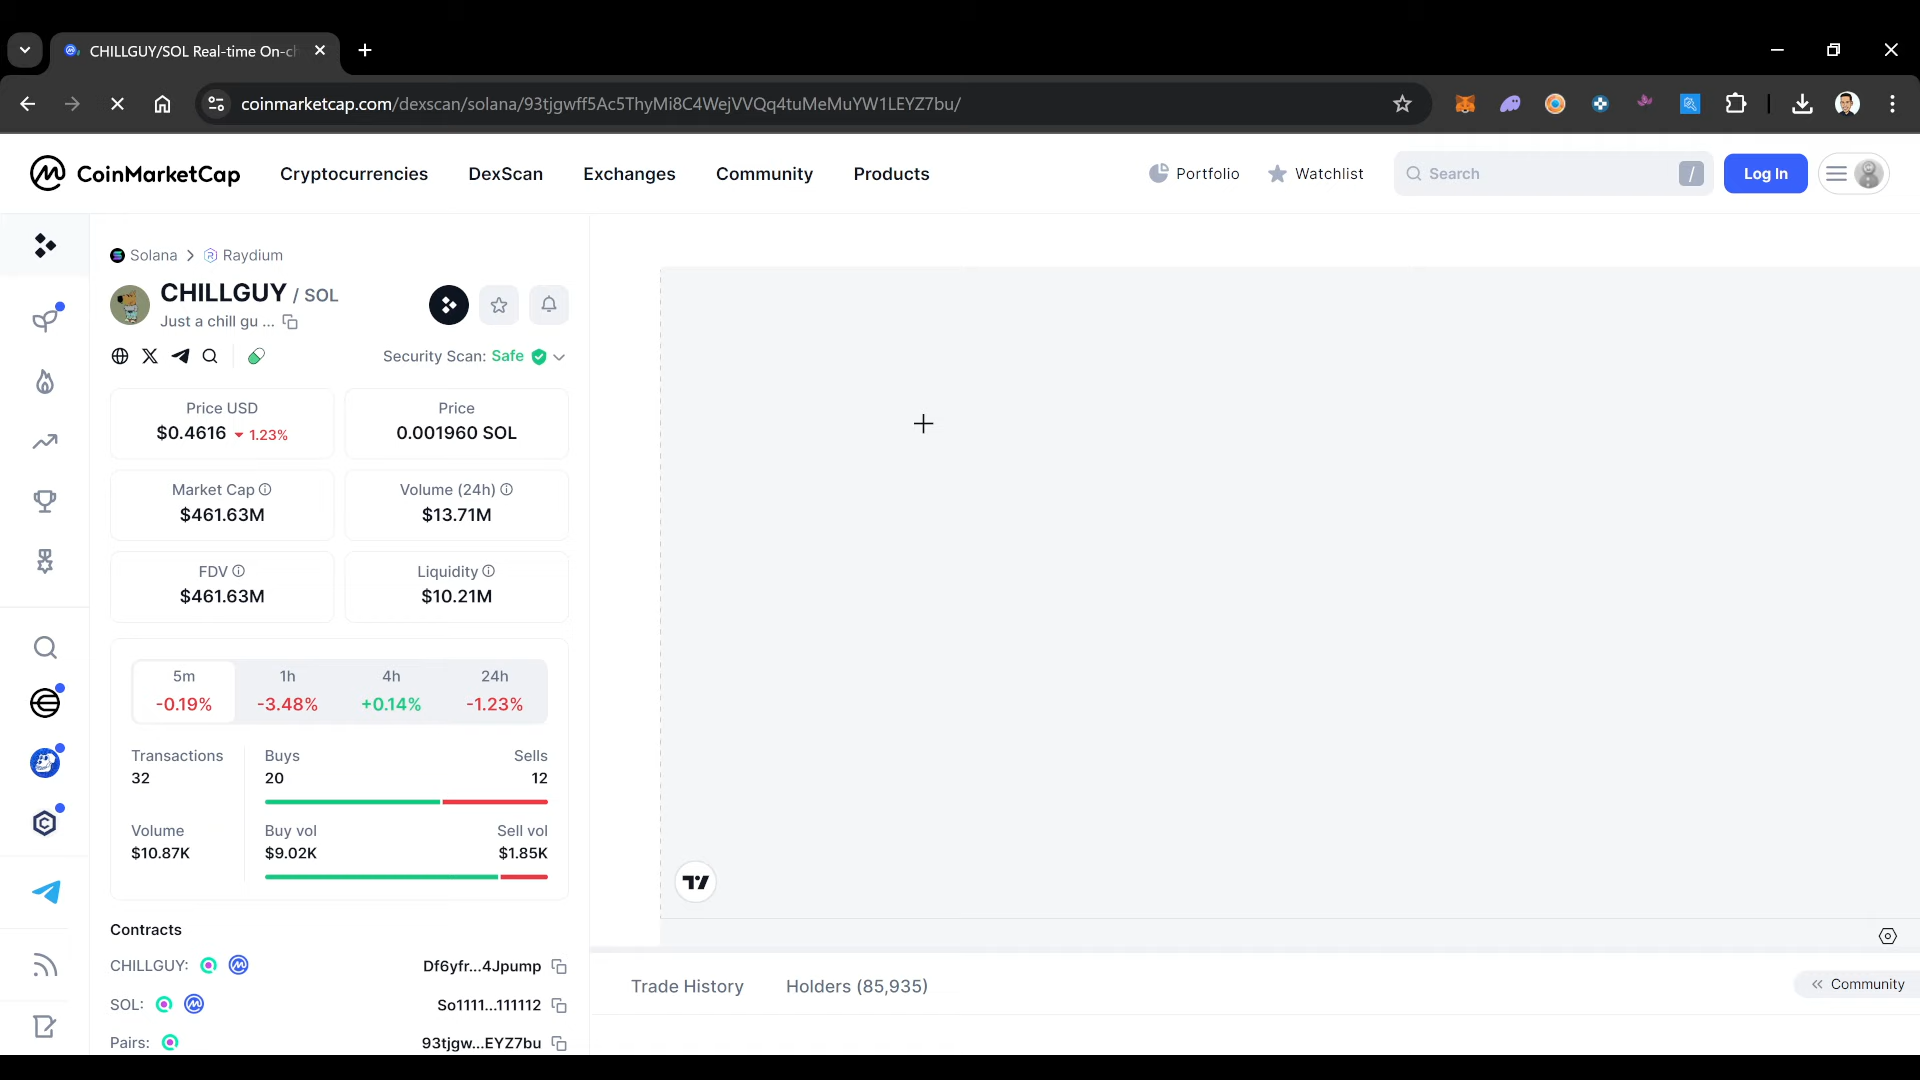 CHILLGUY/SOL Real-time On-ch
coinmarketcap.com/dexscan/solana/93tjgwff5Ac5ThyMi8C4WejVVQq4tuMeMuYW1LEYZ7bu/
CoinMarketCap Cryptocurrencies DexScan Exchanges Community Products Portfolio Watchlist Search / Log In
Solana > Raydium
CHILLGUY / SOL
Just a chill gu ...
Security Scan: Safe
Price USD Price
$0.4616 1.23% 0.001960 SOL
Market Cap Volume (24h)
$461.63M $13.71M
FDV Liquidity
$461.63M $10.21M
5m 1h 4h 24h
-0.19% -3.48% +0.14% -1.23%
Transactions Buys Sells
32 20 12
Volume Buy vol Sell vol
$10.87K $9.02K $1.85K
Contracts
CHILLGUY: Df6yfr...4Jpump
SOL: So1111...111112
Pairs: 93tjgw...EYZ7bu
Trade History Holders (85,935) Community